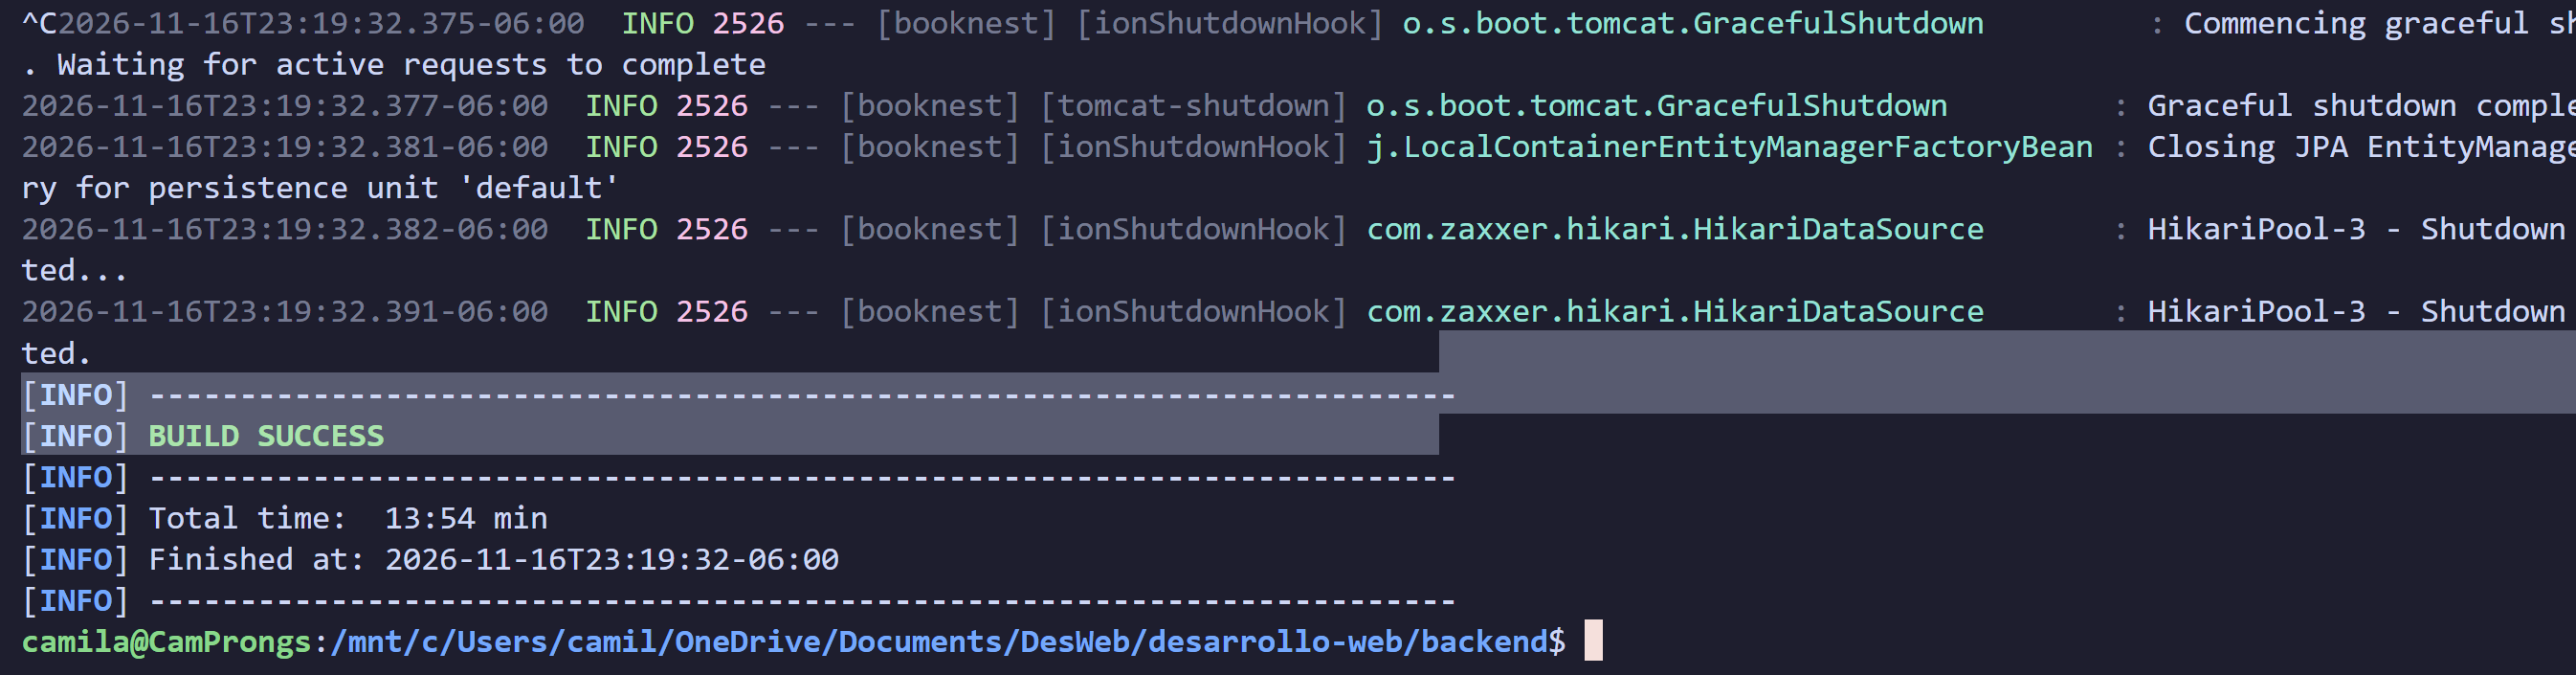 ^C2026-11-16T23:19:32.375-06:00  INFO 2526 --- [booknest] [ionShutdownHook] o.s.boot.tomcat.GracefulShutdown         : Commencing graceful
. Waiting for active requests to complete
2026-11-16T23:19:32.377-06:00  INFO 2526 --- [booknest] [tomcat-shutdown] o.s.boot.tomcat.GracefulShutdown         : Graceful shutdown
2026-11-16T23:19:32.381-06:00  INFO 2526 --- [booknest] [ionShutdownHook] j.LocalContainerEntityManagerFactoryBean : Closing JPA EntityManage
ry for persistence unit 'default'
2026-11-16T23:19:32.382-06:00  INFO 2526 --- [booknest] [ionShutdownHook] com.zaxxer.hikari.HikariDataSource       : HikariPool-3 - Shutdown
ted...
2026-11-16T23:19:32.391-06:00  INFO 2526 --- [booknest] [ionShutdownHook] com.zaxxer.hikari.HikariDataSource       : HikariPool-3 - Shutdown
ted.
[INFO] ------------------------------------------------------------------------
[INFO] BUILD SUCCESS
[INFO] ------------------------------------------------------------------------
[INFO] Total time:  13:54 min
[INFO] Finished at: 2026-11-16T23:19:32-06:00
[INFO] ------------------------------------------------------------------------
camila@CamProngs:/mnt/c/Users/camil/OneDrive/Documents/DesWeb/desarrollo-web/backend$